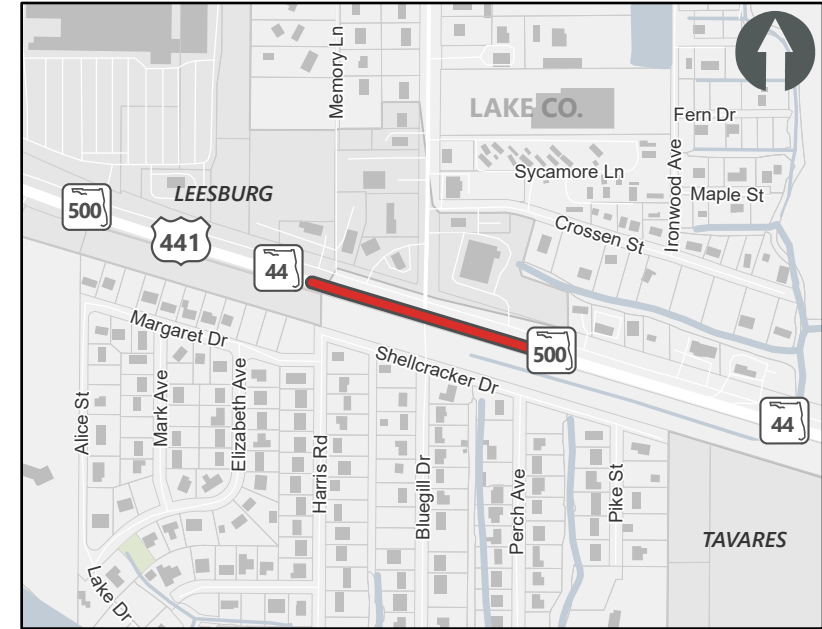 Memory Ln
LAKE CO.
Fern Dr
Sycamore Ln
Ironwood Ave
Maple St
LEESBURG
500
441
Crossen St
44
Margaret Dr
Shellcracker Dr
500
44
Alice St
Mark Ave
Elizabeth Ave
Harris Rd
Bluegill Dr
Perch Ave
Pike St
TAVARES
Lake Dr